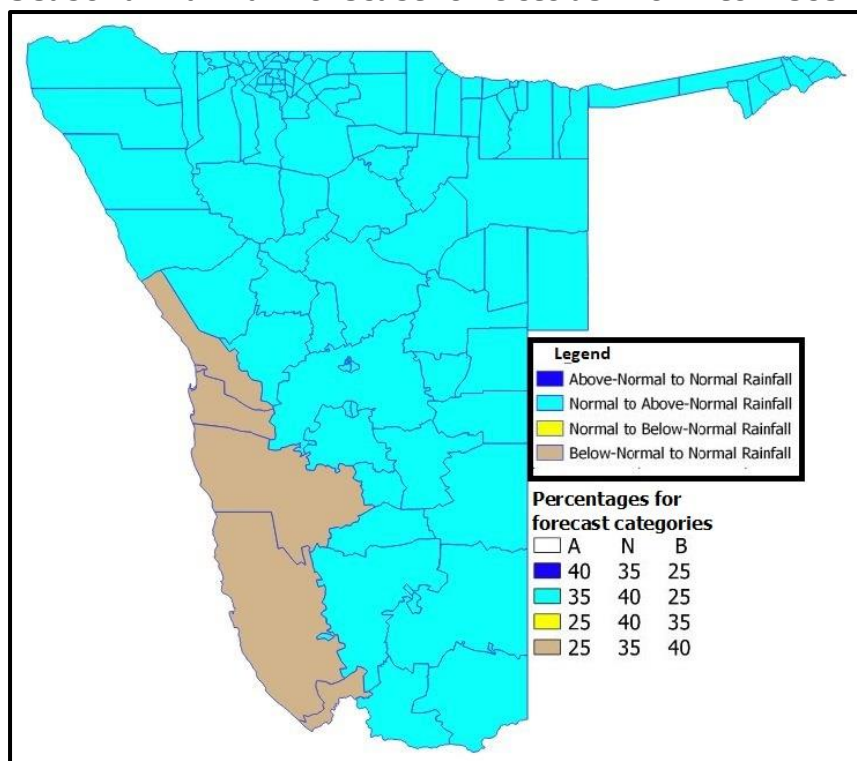 Legend
Above-Normal to Normal Rainfall
Normal to Above-Normal Rainfall
Normal to Below-Normal Rainfall
Below-Normal to Normal Rainfall
Percentages for
forecast categories
A N B
40 35 25
35 40 25
25 40 35
25 35 40